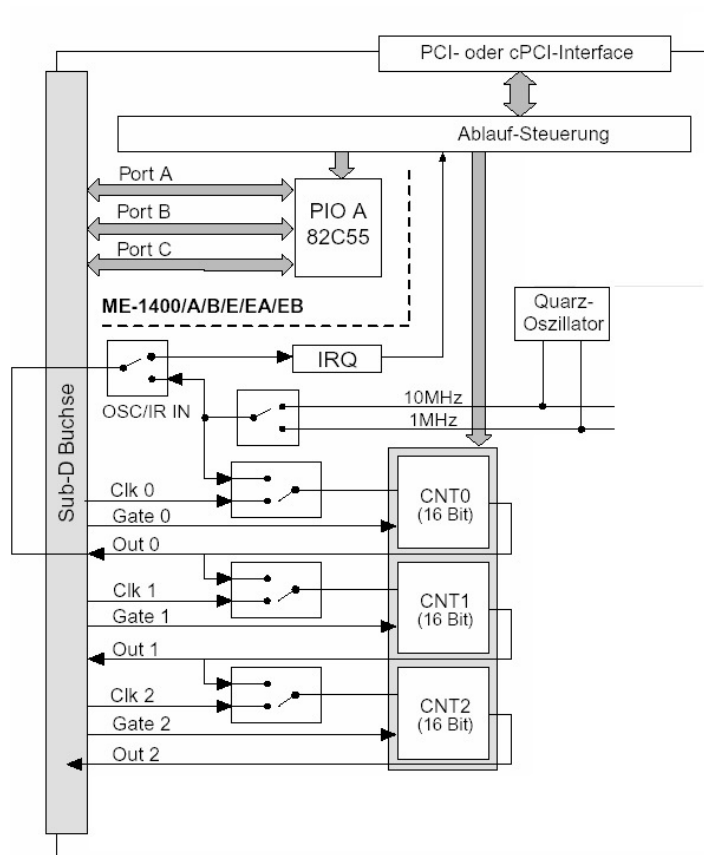 PCI- oder cPCI-Interface
Ablauf-Steuerung
Port A
Port B
Port C
PIO A
82C55
ME-1400/A/B/E/EA/EB
Quarz-
Oszillator
IRQ
OSC/IR IN
10MHz
1MHz
Sub-D Buchse
Clk 0
Gate 0
Out 0
CNT0
(16 Bit)
Clk 1
Gate 1
Out 1
CNT1
(16 Bit)
Clk 2
Gate 2
Out 2
CNT2
(16 Bit)